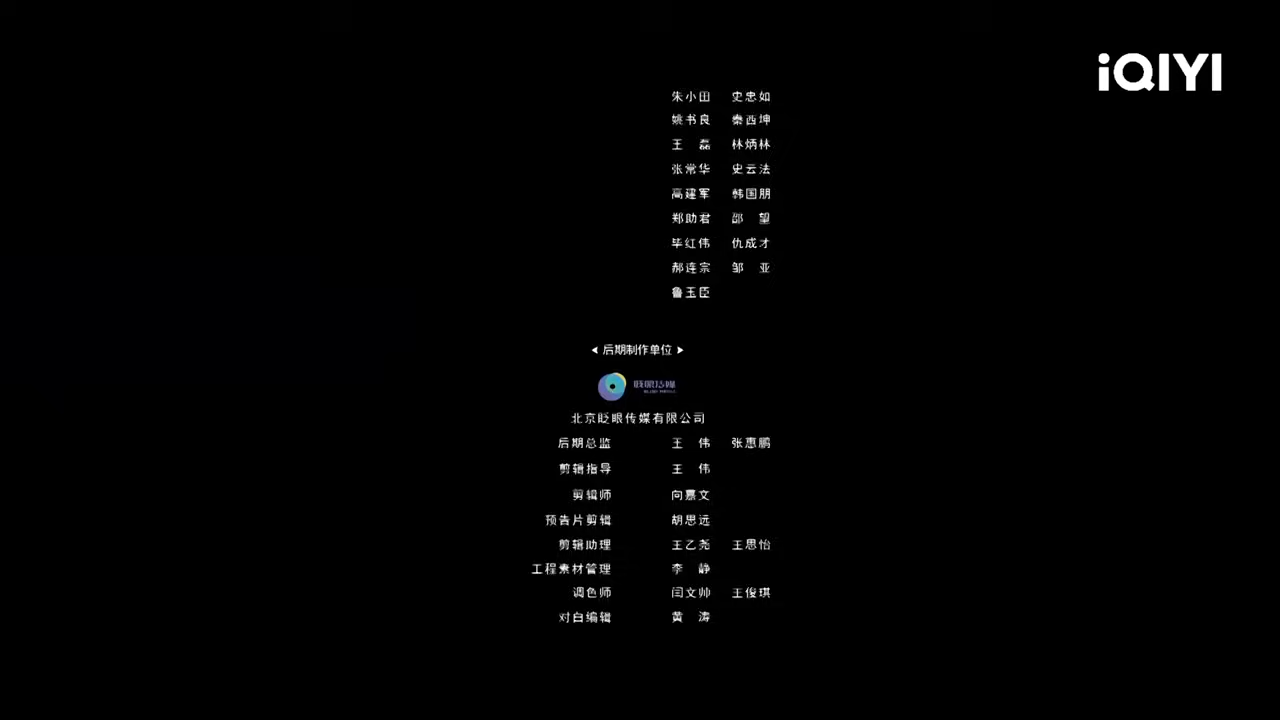 iQIYI
朱小田 史忠如
姚书良 秦西坤
王 磊 林炳林
张常华 史云法
高建军 韩国朋
郑助君 邵 望
毕红伟 仇成才
郝连宗 邹 亚
鲁玉臣
后期制作单位
北京眨眼传媒有限公司
后期总监 王 伟 张惠鹏
剪辑指导 王 伟
剪辑师 向嘉文
预告片剪辑 胡思远
剪辑助理 王乙尧 王思怡
工程素材管理 李 静
调色师 闫文帅 王俊琪
对白编辑 黄 涛